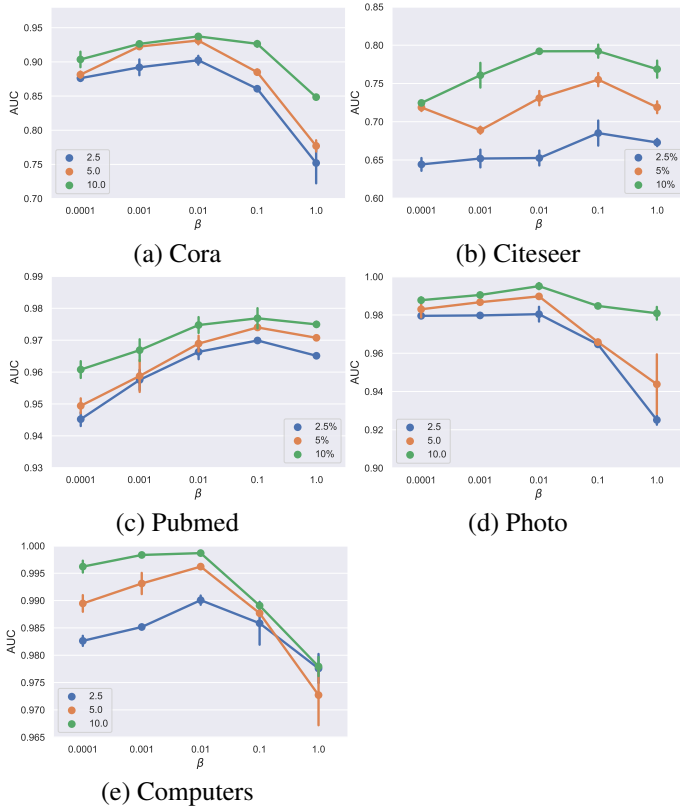 0.95
0.90
0.85
0.80
0.75
0.70
AUC
2.5
5.0
10.0
0.0001 0.001 0.01 0.1 1.0
β
(a) Cora
0.85
0.80
0.75
0.70
0.65
0.60
AUC
2.5%
5%
10%
0.0001 0.001 0.01 0.1 1.0
β
(b) Citeseer
0.99
0.98
0.97
0.96
0.95
0.94
0.93
AUC
2.5%
5%
10%
0.0001 0.001 0.01 0.1 1.0
β
(c) Pubmed
1.00
0.98
0.96
0.94
0.92
0.90
AUC
2.5
5.0
10.0
0.0001 0.001 0.01 0.1 1.0
β
(d) Photo
1.000
0.995
0.990
0.985
0.980
0.975
0.970
0.965
AUC
2.5
5.0
10.0
0.0001 0.001 0.01 0.1 1.0
β
(e) Computers